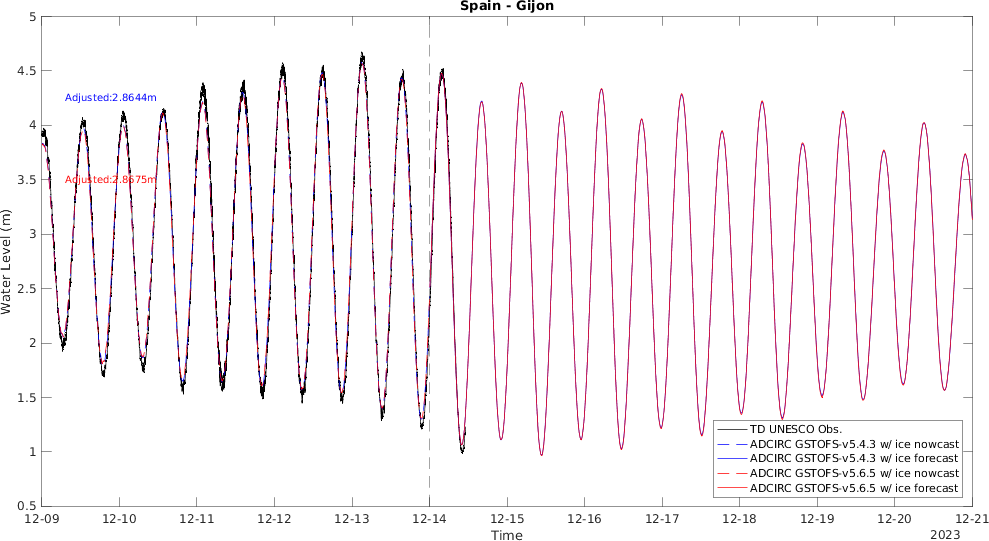 Spain - Gijon
5
4.5
4
3.5
3
2.5
2
1.5
1
0.5
Water Level (m)
Adjusted:2.8644m
Adjusted:2.8675m
TD UNESCO Obs.
ADCIRC GSTOFS-v5.4.3 w/ ice nowcast
ADCIRC GSTOFS-v5.4.3 w/ ice forecast
ADCIRC GSTOFS-v5.6.5 w/ ice nowcast
ADCIRC GSTOFS-v5.6.5 w/ ice forecast
12-09 12-10 12-11 12-12 12-13 12-14 12-15 12-16 12-17 12-18 12-19 12-20 12-21
Time
2023